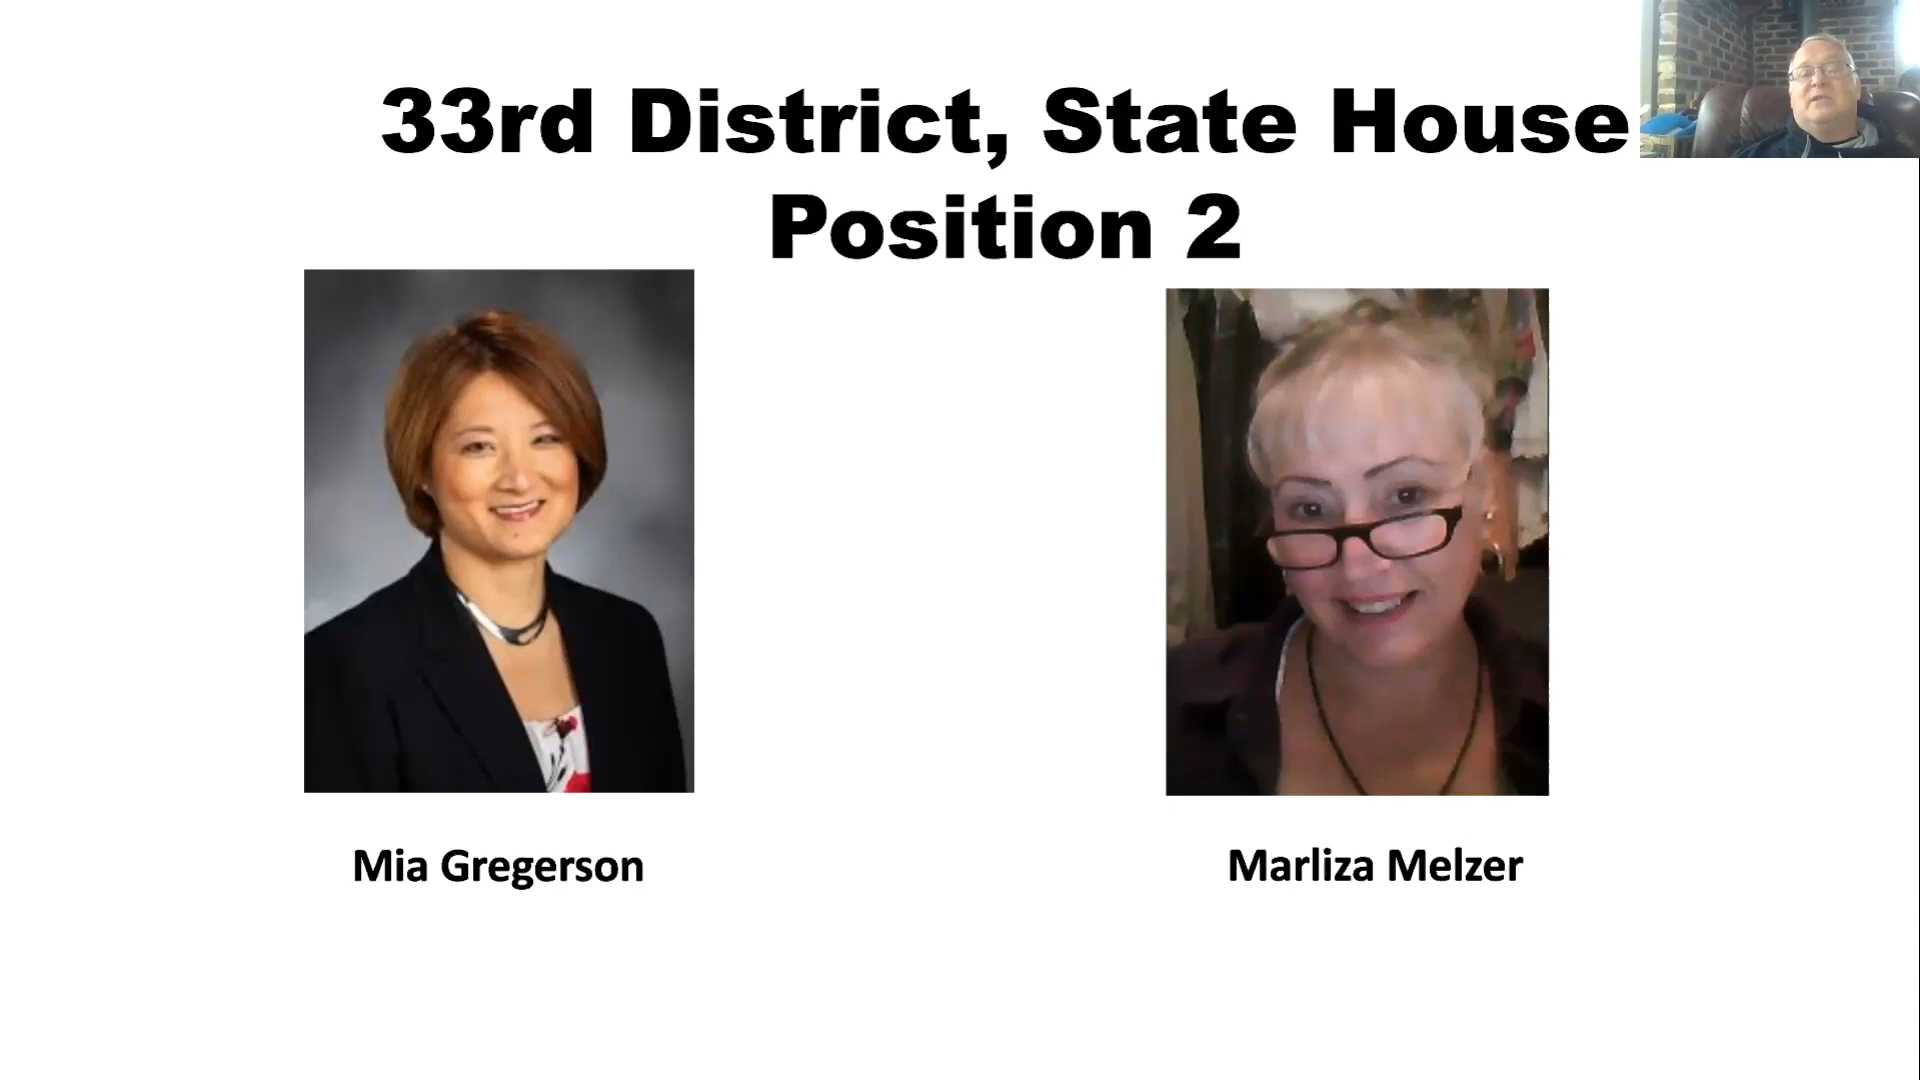 33rd District, State House
Position 2
Mia Gregerson
Marliza Melzer